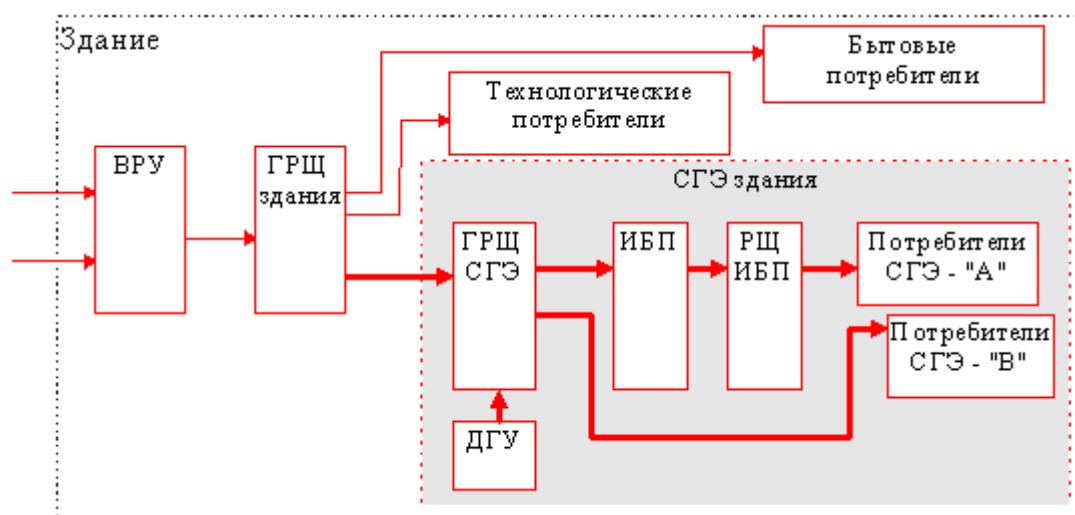 Здание
Бытовые
потребители
Технологические
потребители
ВРУ
ГРЩ
здания
СГЭ здания
ГРЩ
СГЭ
ИБП
РЩ
ИБП
Потребители
СГЭ - "А"
Потребители
СГЭ - "В"
ДГУ